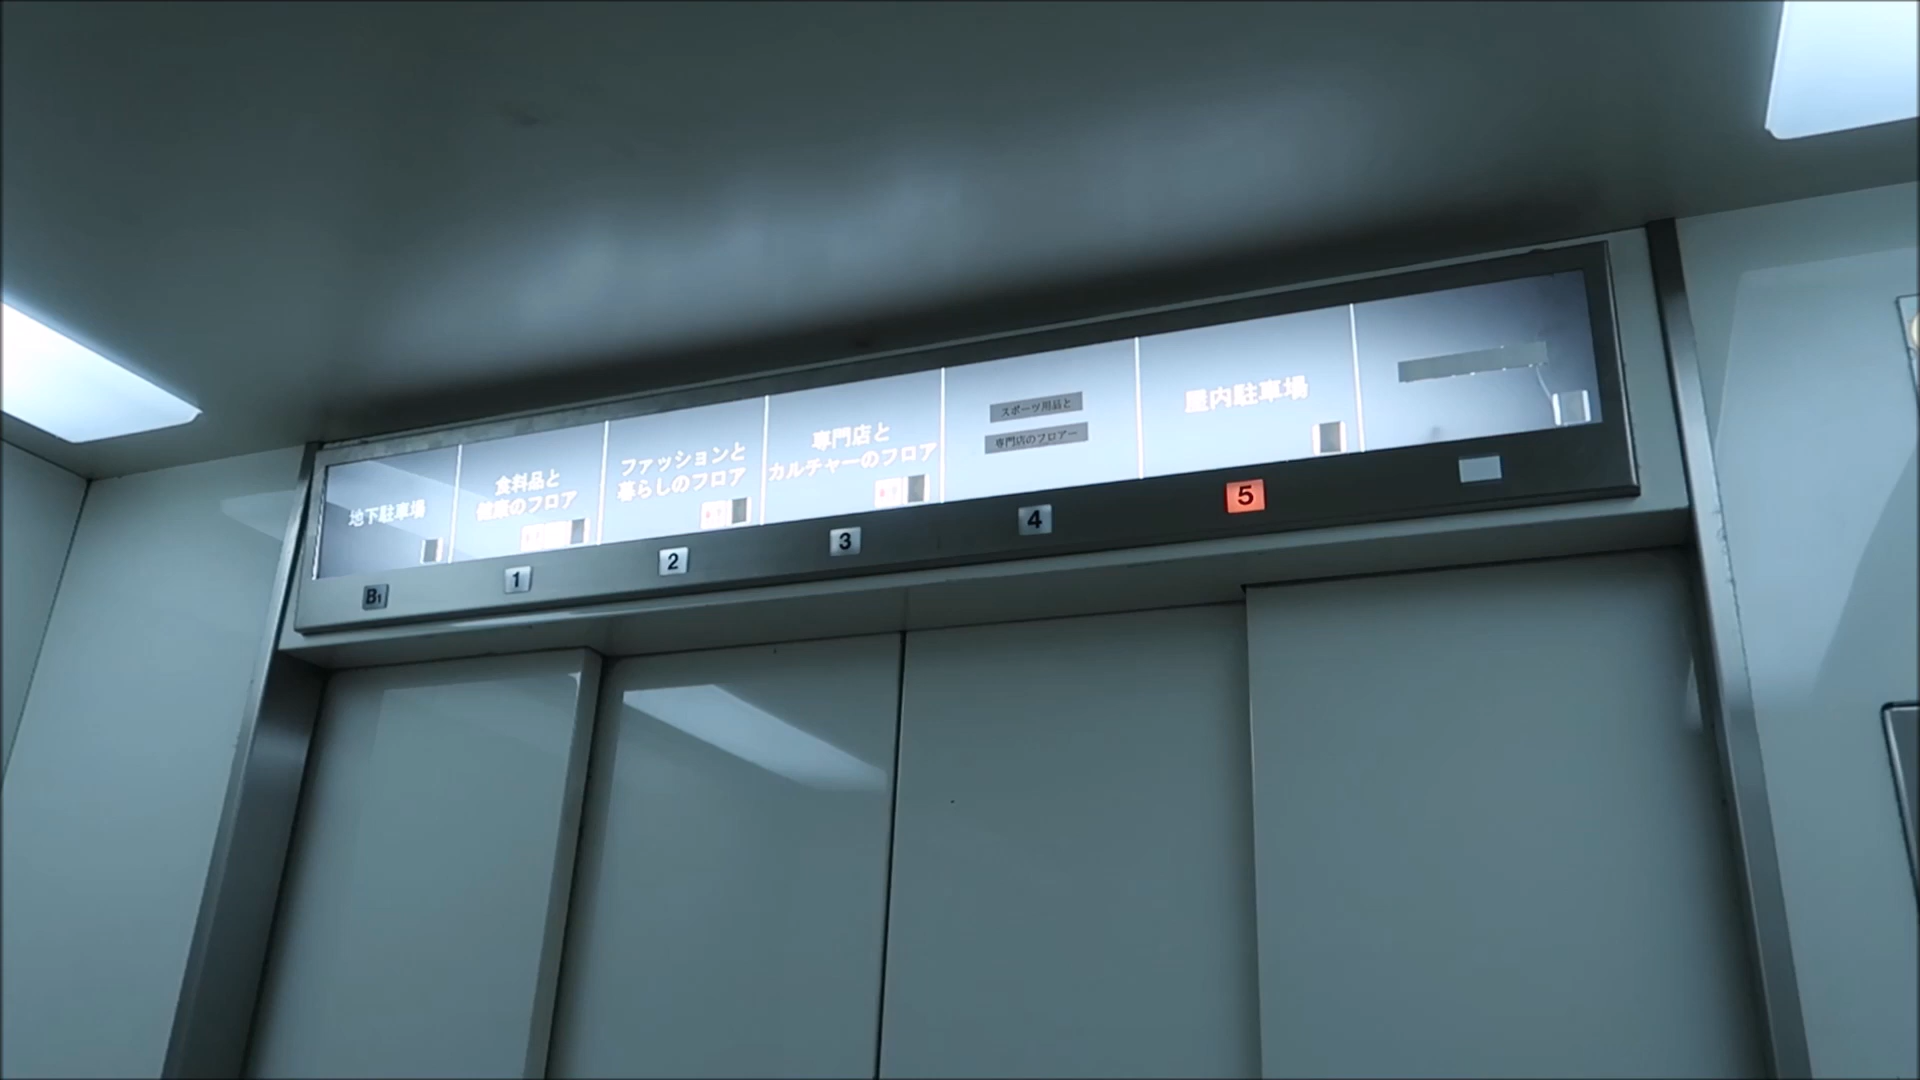 地下駐車場
食料品と
健康のフロア
ファッションと
暮らしのフロア
専門店と
カルチャーのフロア
スポーツ用品と
専門店のフロアー
屋内駐車場
B1
1
2
3
4
5